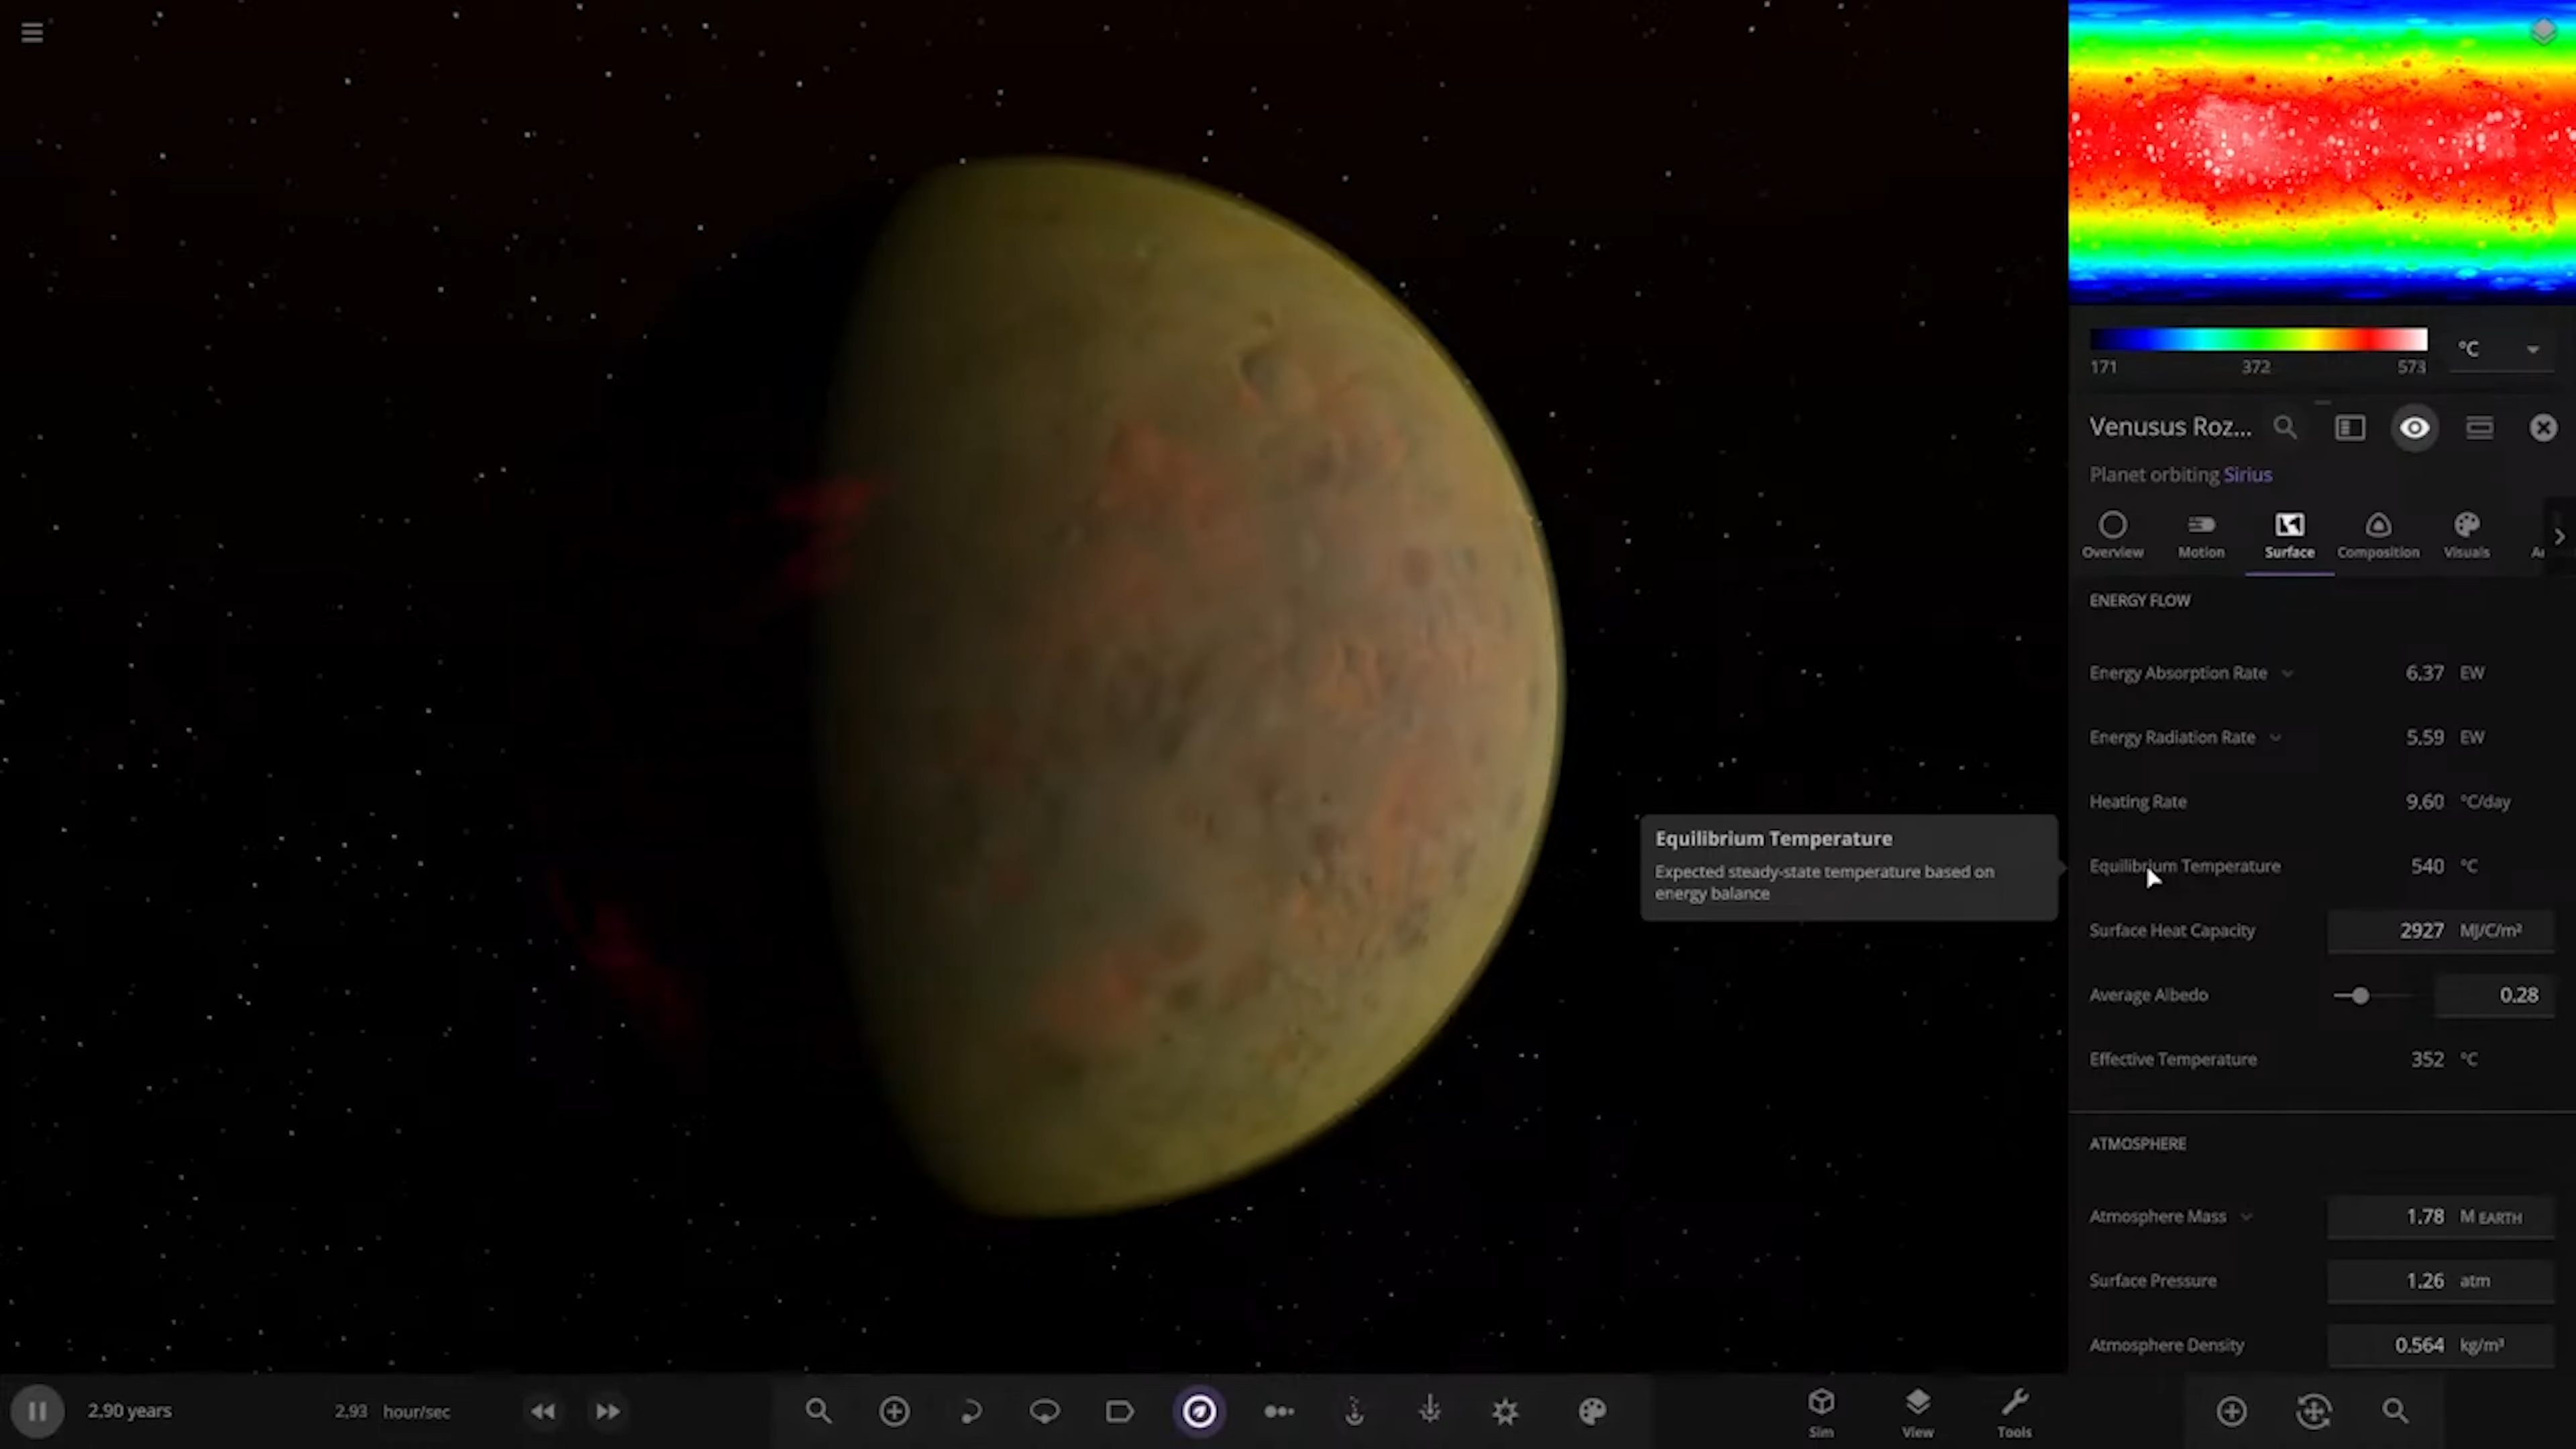 °C
171 372 573
Venusus Roz...
Planet orbiting Sirius
Overview Motion Surface Composition Visuals
ENERGY FLOW
Energy Absorption Rate 6.37 EW
Energy Radiation Rate 5.59 EW
Heating Rate 9.60 °C/day
Equilibrium Temperature 540 °C
Equilibrium Temperature
Expected steady-state temperature based on
energy balance
Surface Heat Capacity 2927 MJ/C/m²
Average Albedo 0.28
Effective Temperature 352 °C
ATMOSPHERE
Atmosphere Mass 1.78 M EARTH
Surface Pressure 1.26 atm
Atmosphere Density 0.564 kg/m³
2,90 years 2,93 hour/sec
Sim View Tools